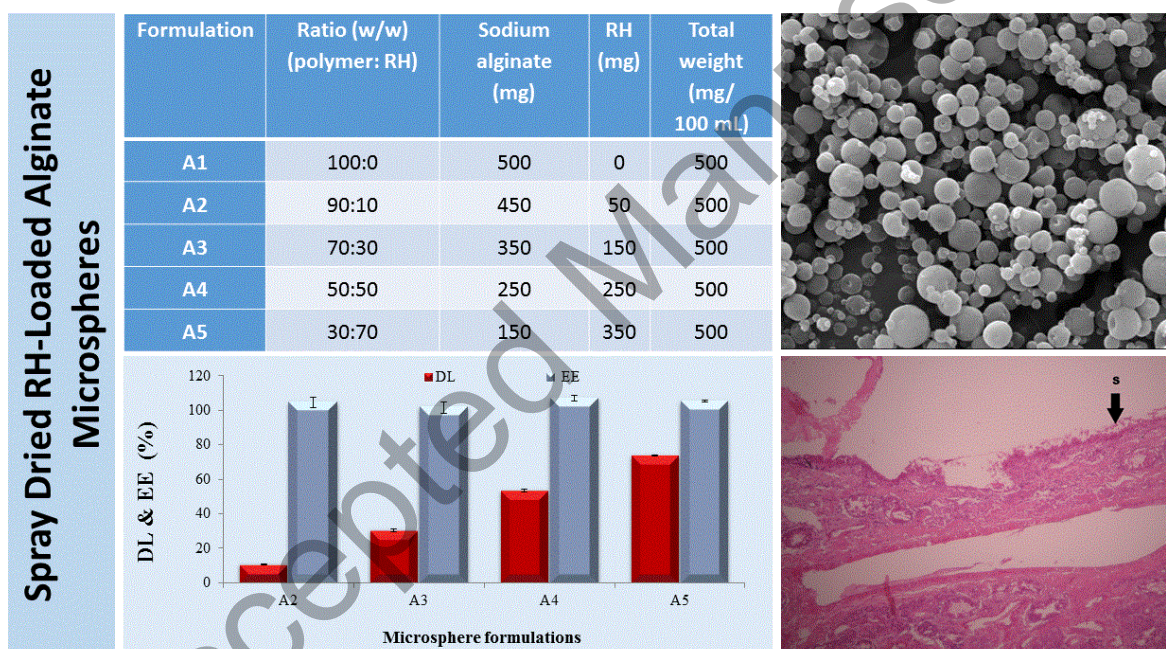 Spray Dried RH-Loaded Alginate
Microspheres
Formulation Ratio (w/w) (polymer: RH) Sodium alginate (mg) RH (mg) Total weight (mg/ 100 mL)
A1 100:0 500 0 500
A2 90:10 450 50 500
A3 70:30 350 150 500
A4 50:50 250 250 500
A5 30:70 150 350 500
DL EE
DL & EE (%)
120
100
80
60
40
20
0
A2 A3 A4 A5
Microsphere formulations
s